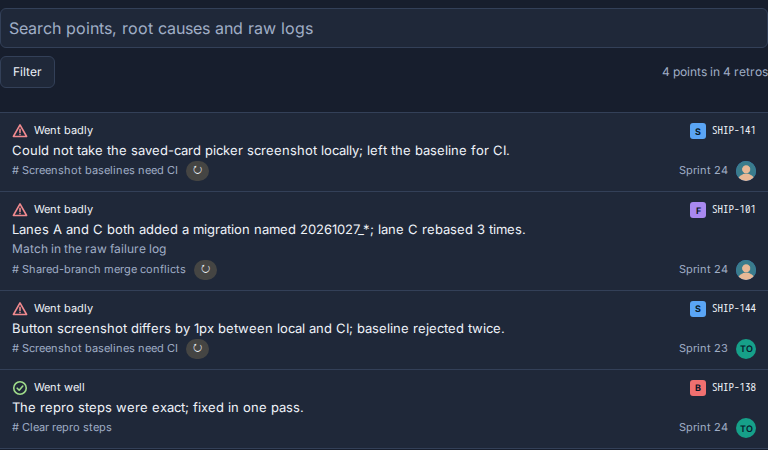 Search points, root causes and raw logs
Filter
4 points in 4 retros
Went badly
S SHIP-141
Could not take the saved-card picker screenshot locally; left the baseline for CI.
# Screenshot baselines need CI
Sprint 24
Went badly
F SHIP-101
Lanes A and C both added a migration named 20261027_*; lane C rebased 3 times.
Match in the raw failure log
# Shared-branch merge conflicts
Sprint 24
Went badly
S SHIP-144
Button screenshot differs by 1px between local and CI; baseline rejected twice.
# Screenshot baselines need CI
Sprint 23 TO
Went well
B SHIP-138
The repro steps were exact; fixed in one pass.
# Clear repro steps
Sprint 24 TO